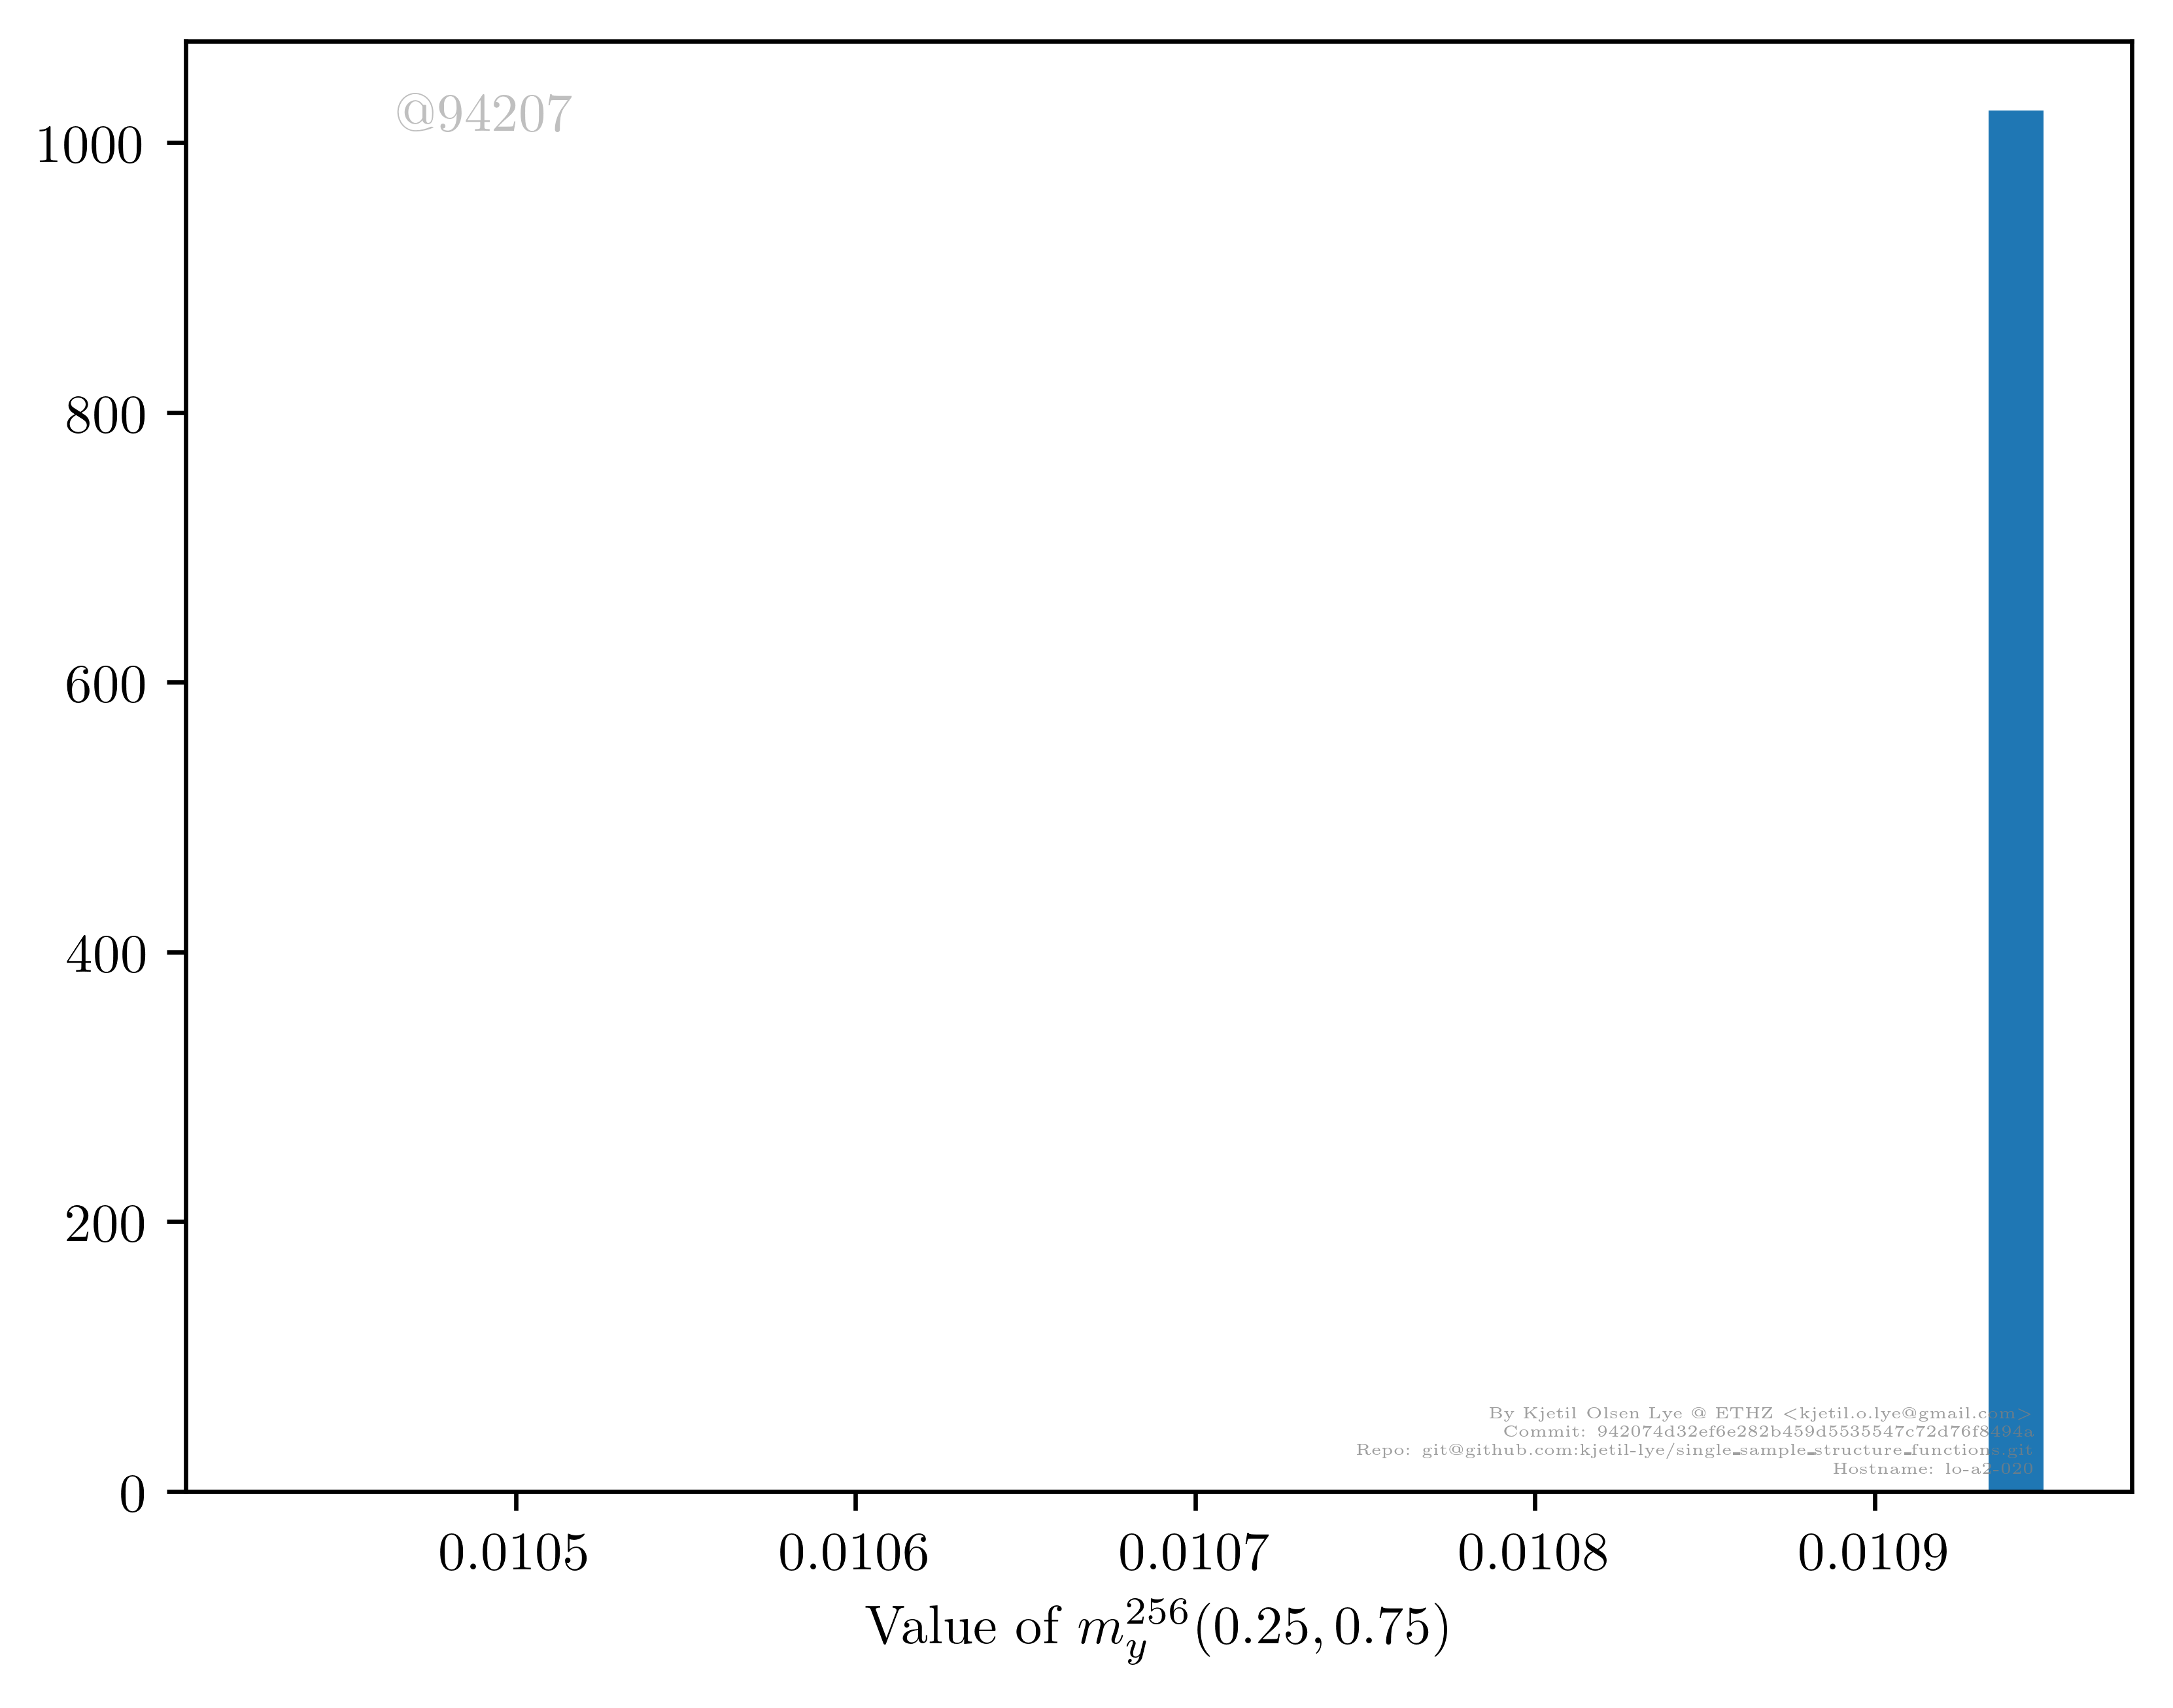 @94207
1000
800
600
400
200
0
By Kjetil Olsen Lye @ ETHZ <kjetil.o.lye@gmail.com>
Commit: 942074d32ef6e282b459d5535547c72d76f8494a
Repo: git@github.com:kjetil-lye/single_sample_structure_functions.git
Hostname: lo-a2-020
0.0105 0.0106 0.0107 0.0108 0.0109
Value of $m_y^{256}(0.25, 0.75)$